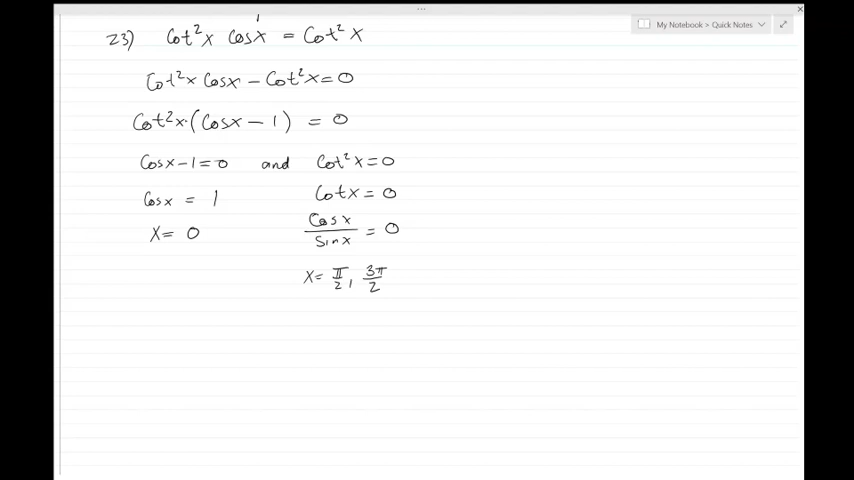 My Notebook > Quick Notes
23) Cot²x Cosx = Cot²x
Cot²x Cosx − Cot²x = 0
Cot²x·(Cosx − 1) = 0
Cosx − 1 = 0 and Cot²x = 0
Cosx = 1 Cotx = 0
x = 0 Cosx/Sinx = 0
x = π/2, 3π/2